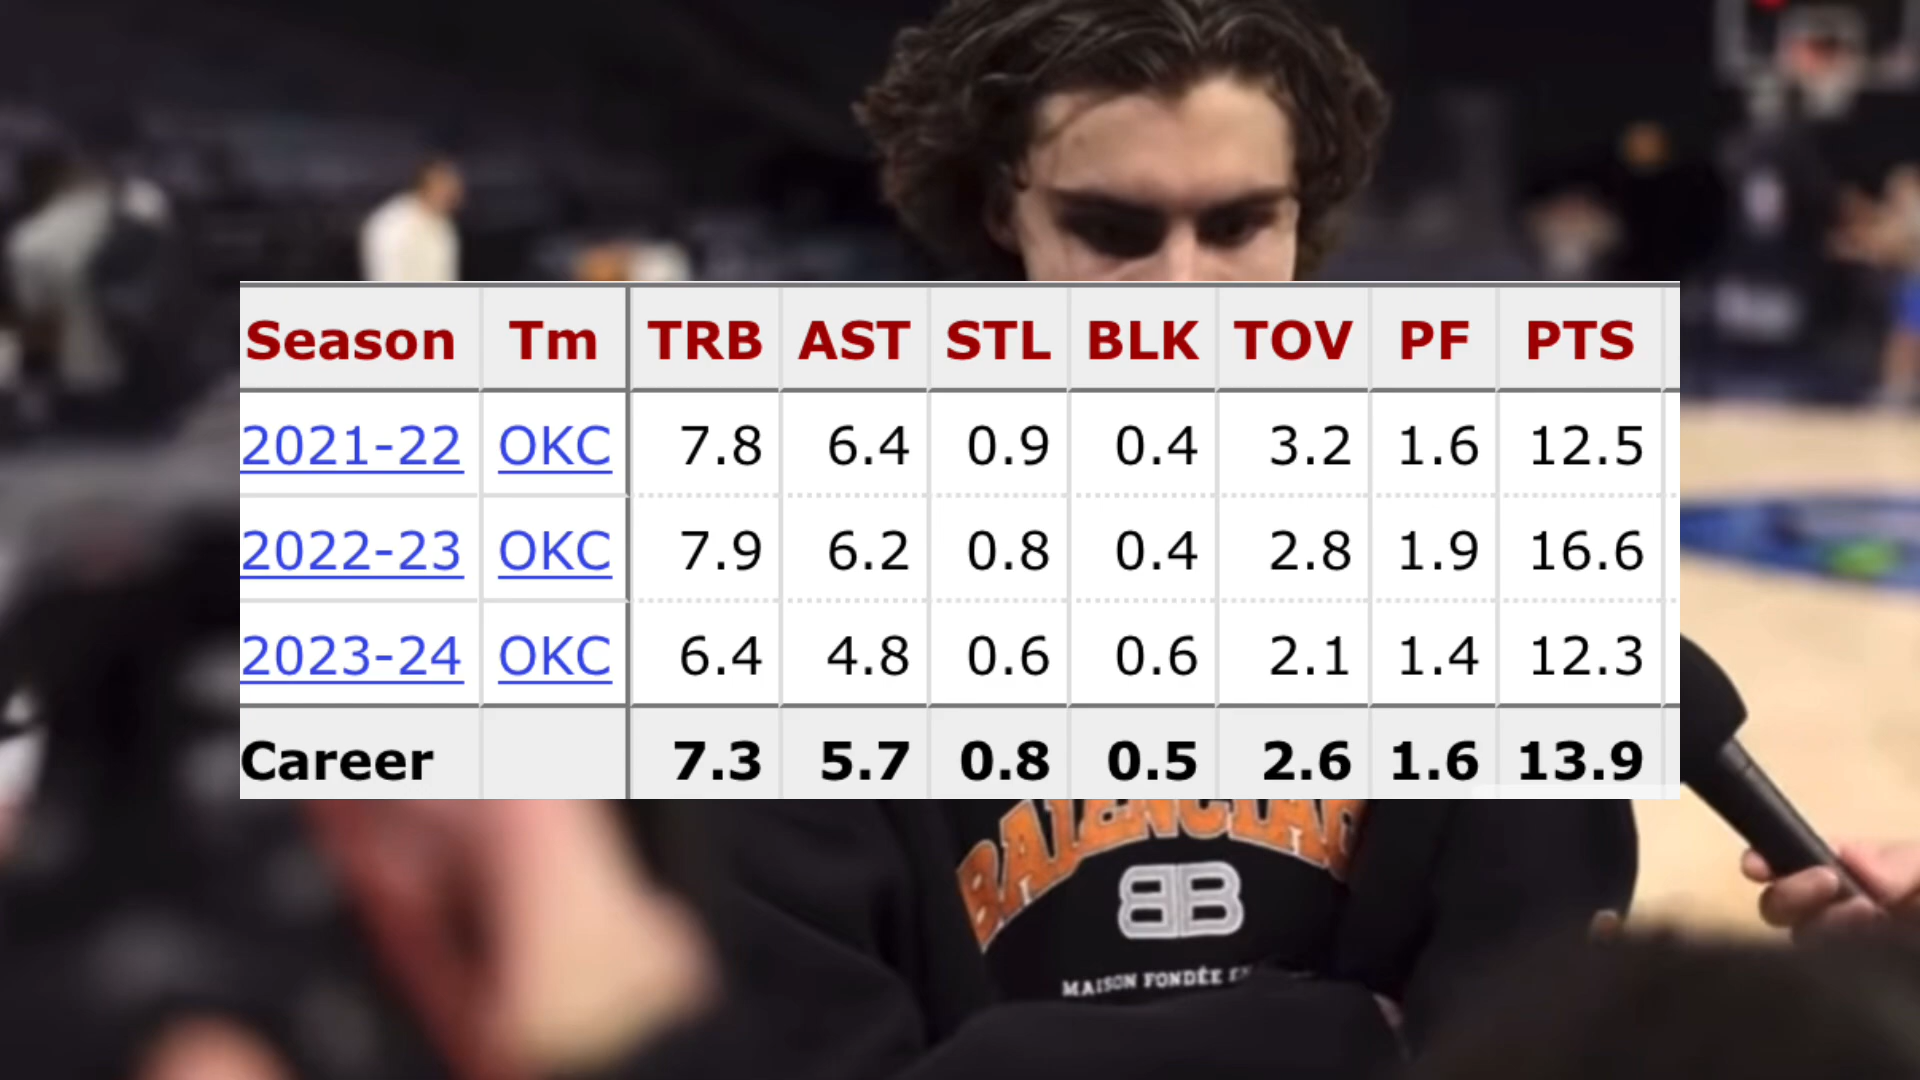 Season Tm TRB AST STL BLK TOV PF PTS
2021-22 OKC 7.8 6.4 0.9 0.4 3.2 1.6 12.5
2022-23 OKC 7.9 6.2 0.8 0.4 2.8 1.9 16.6
2023-24 OKC 6.4 4.8 0.6 0.6 2.1 1.4 12.3
Career 7.3 5.7 0.8 0.5 2.6 1.6 13.9
BALENCIAG
BB
MAISON FONDÉE